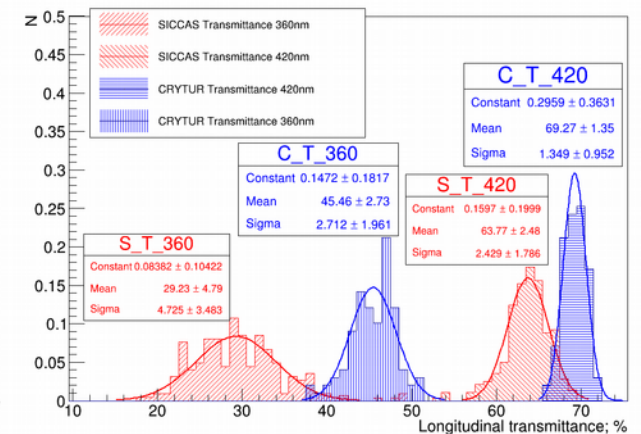 N
0.5
0.45
0.4
0.35
0.3
0.25
0.2
0.15
0.1
0.05
0
SICCAS Transmittance 360nm
SICCAS Transmittance 420nm
CRYTUR Transmittance 420nm
CRYTUR Transmittance 360nm
C_T_420
Constant 0.2959 ± 0.3631
Mean 69.27 ± 1.35
Sigma 1.349 ± 0.952
C_T_360
Constant 0.1472 ± 0.1817
Mean 45.46 ± 2.73
Sigma 2.712 ± 1.961
S_T_420
Constant 0.1597 ± 0.1999
Mean 63.77 ± 2.48
Sigma 2.429 ± 1.786
S_T_360
Constant 0.08382 ± 0.10422
Mean 29.23 ± 4.79
Sigma 4.725 ± 3.483
10 20 30 40 50 60 70
Longitudinal transmittance; %